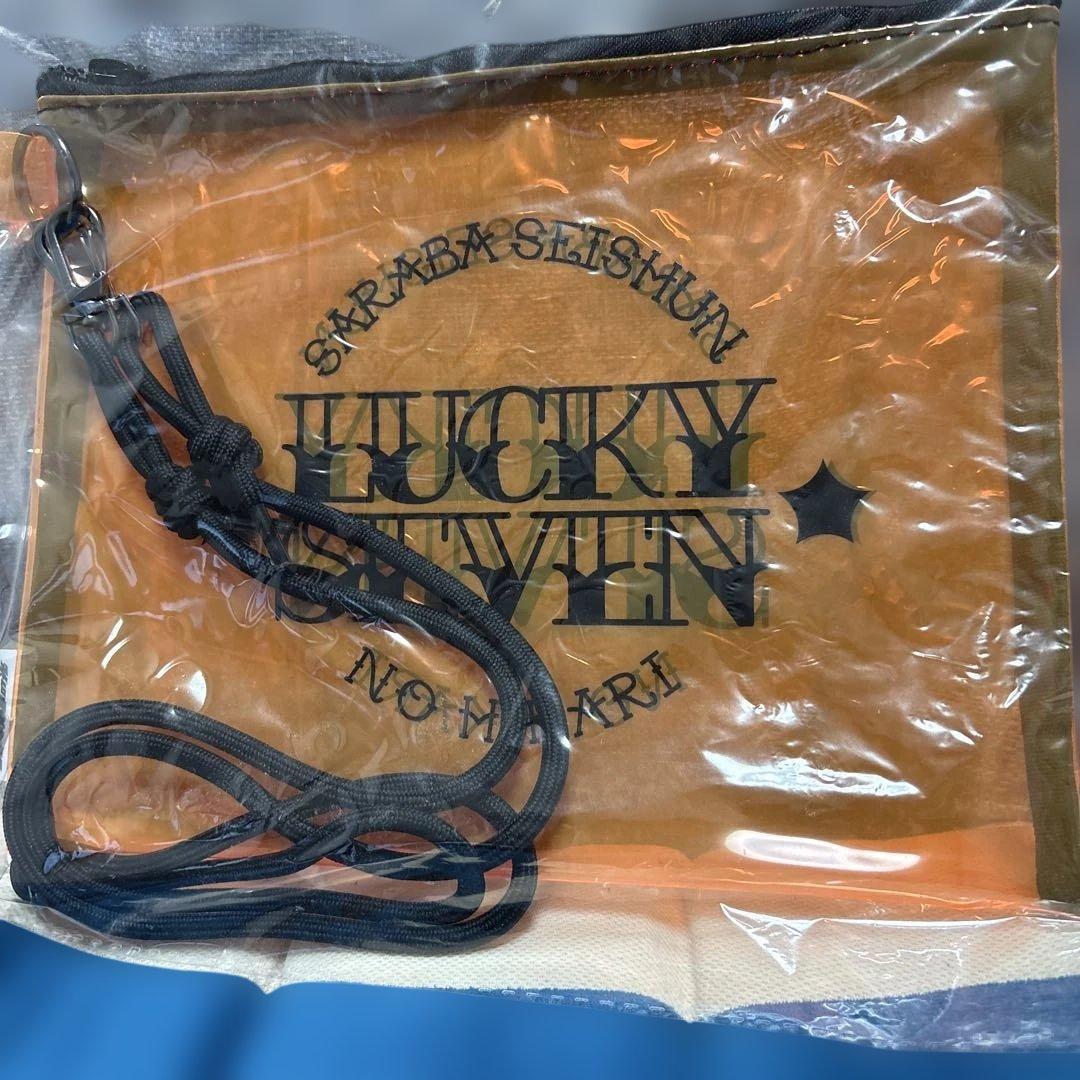 SARABA SEISHUN
LUCKY
SEVEN
NO HIKARI